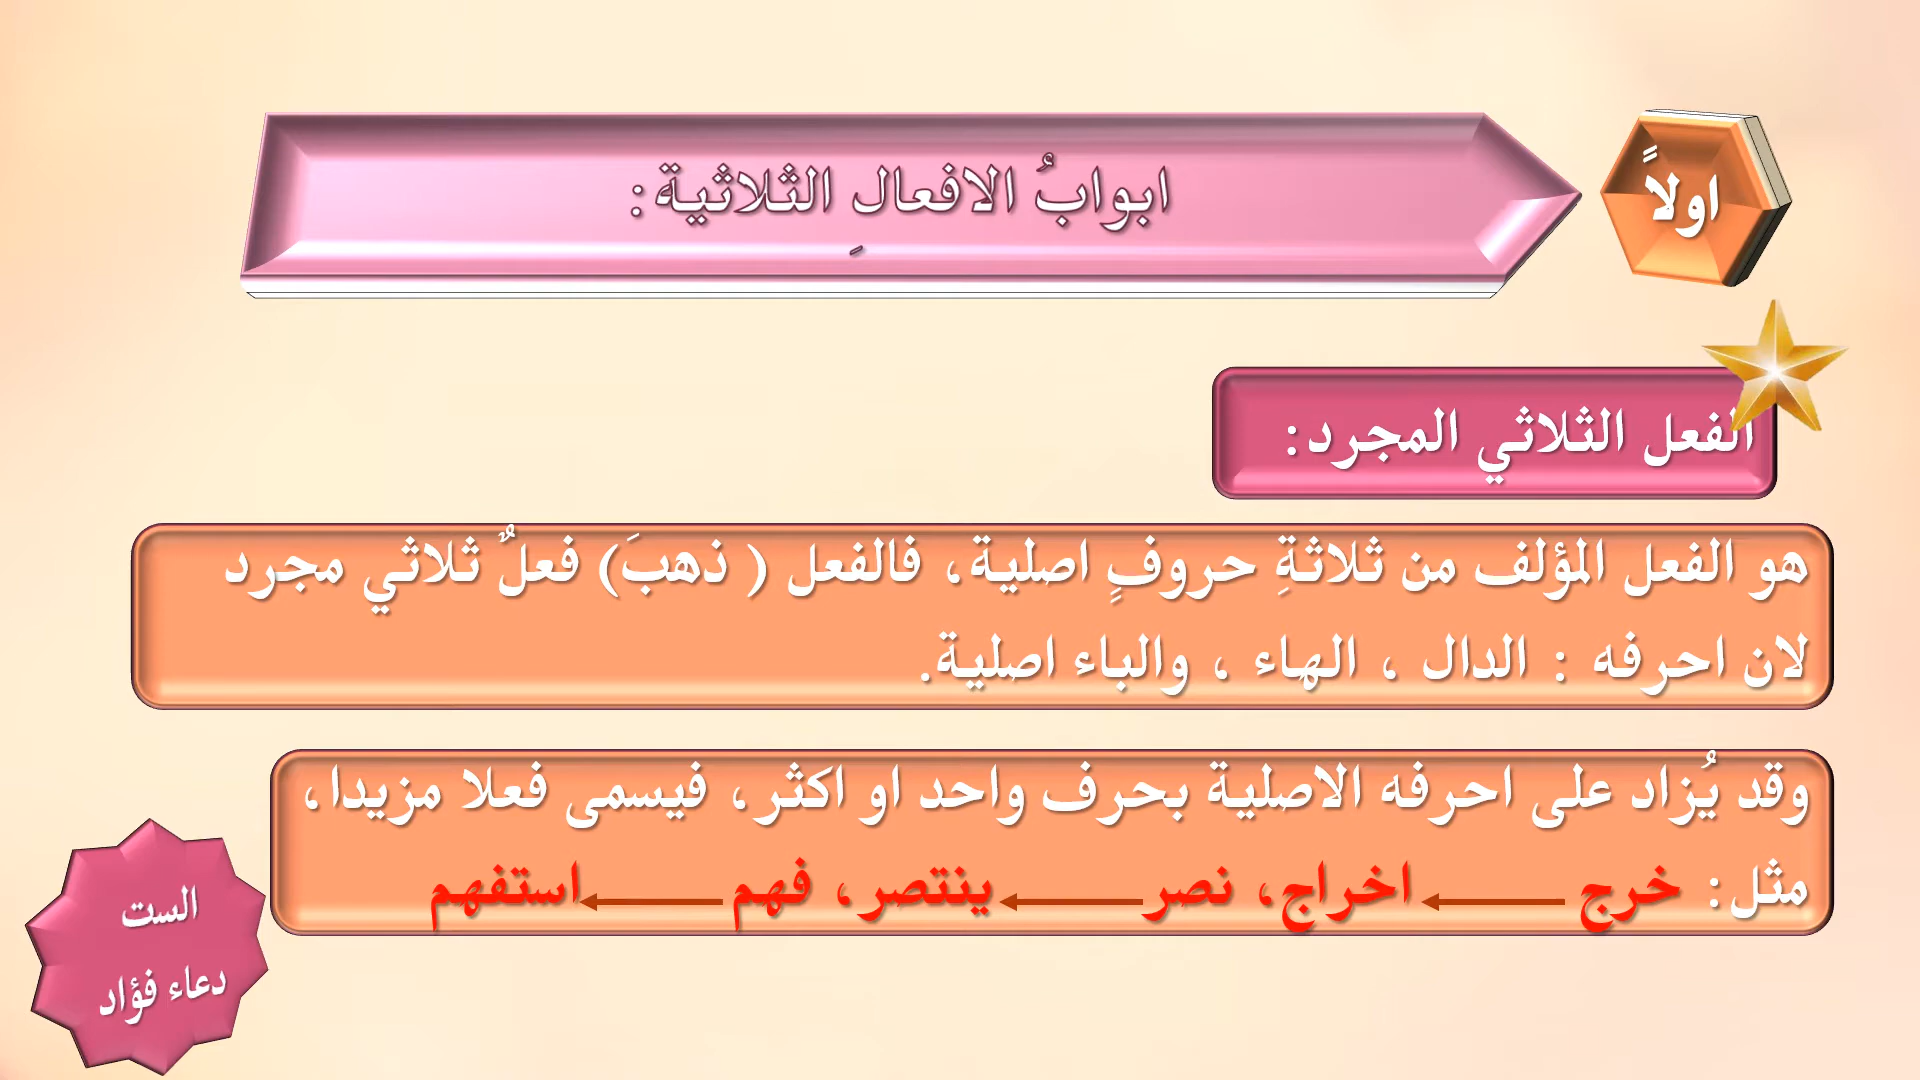 اولاً
ابوابُ الافعالِ الثلاثية:
الفعل الثلاثي المجرد:
هو الفعل المؤلف من ثلاثةِ حروفٍ اصلية، فالفعل ( ذهبَ) فعلٌ ثلاثي مجرد
لان احرفه : الدال ، الهاء ، والباء اصلية.
وقد يُزاد على احرفه الاصلية بحرف واحد او اكثر، فيسمى فعلا مزيدا،
مثل: خرج ← اخراج، نصر ← ينتصر، فهم ← استفهم
الست
دعاء فؤاد